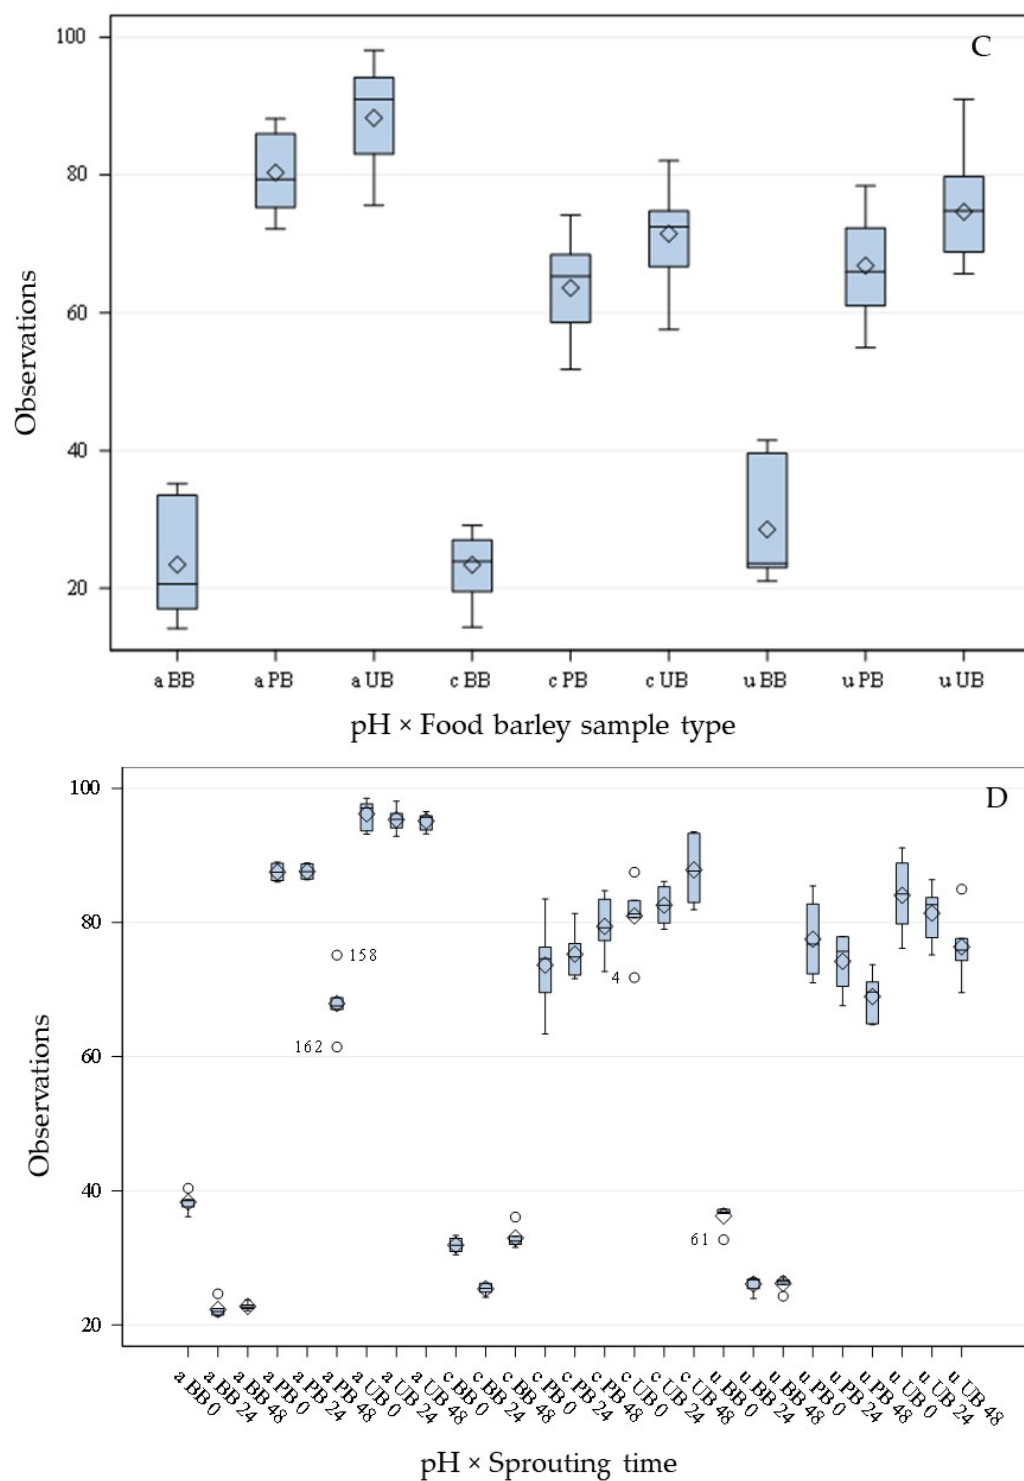 100
80
60
40
20
Observations
C
a BB a PB a UB c BB c PB c UB u BB u PB u UB
pH × Food barley sample type
100
80
60
40
20
Observations
D
158
162
4
61
a BB 0
a BB 24
a BB 48
a PB 0
a PB 24
a PB 48
a UB 0
a UB 24
a UB 48
c BB 0
c BB 24
c BB 48
c PB 0
c PB 24
c PB 48
c UB 0
c UB 24
c UB 48
u BB 0
u BB 24
u BB 48
u PB 0
u PB 24
u PB 48
u UB 0
u UB 24
u UB 48
pH × Sprouting time